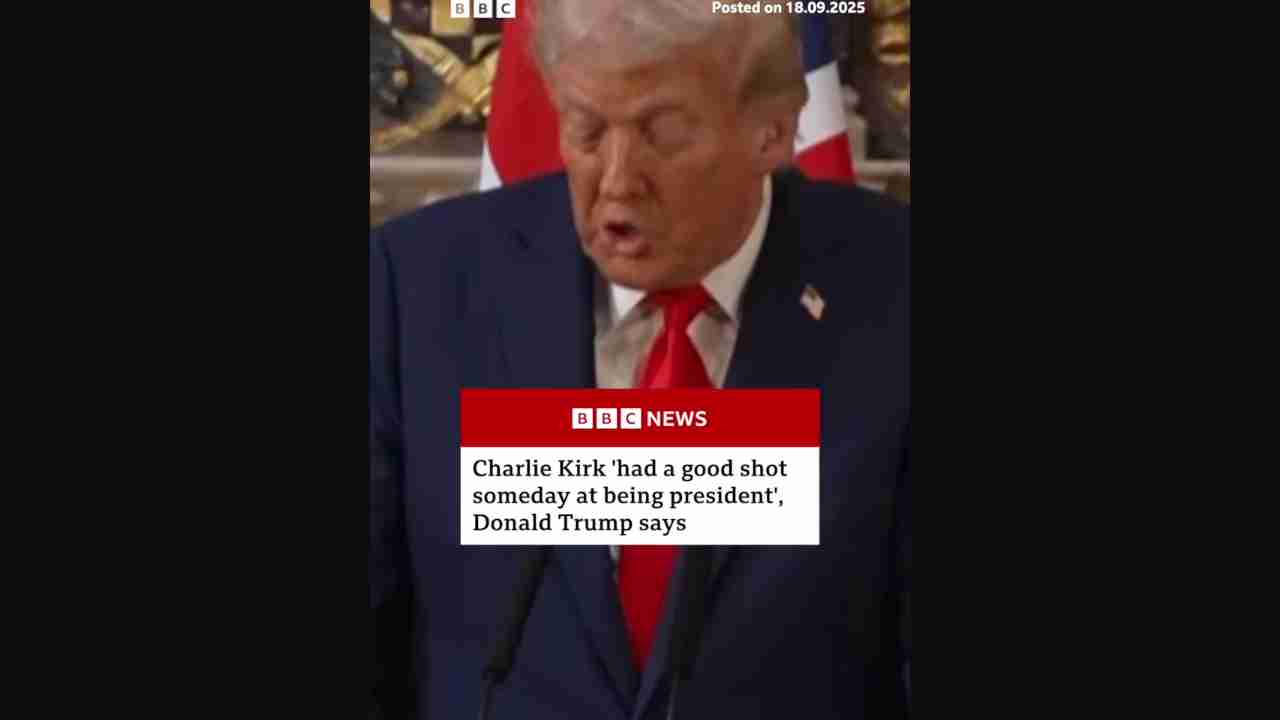 BBC
Posted on 18.09.2025
BBC NEWS
Charlie Kirk 'had a good shot
someday at being president',
Donald Trump says